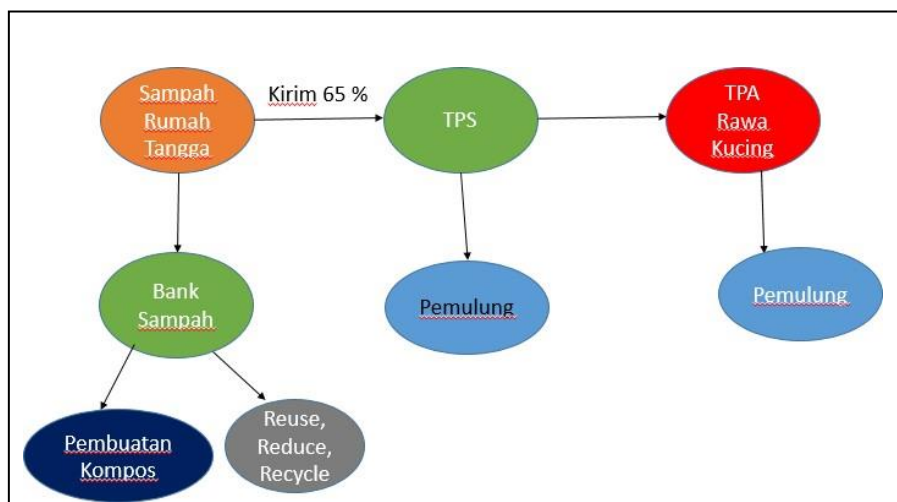 Sampah
Rumah
Tangga
Kirim 65 %
TPS
TPA
Rawa
Kucing
Bank
Sampah
Pemulung
Pemulung
Pembuatan
Kompos
Reuse,
Reduce,
Recycle